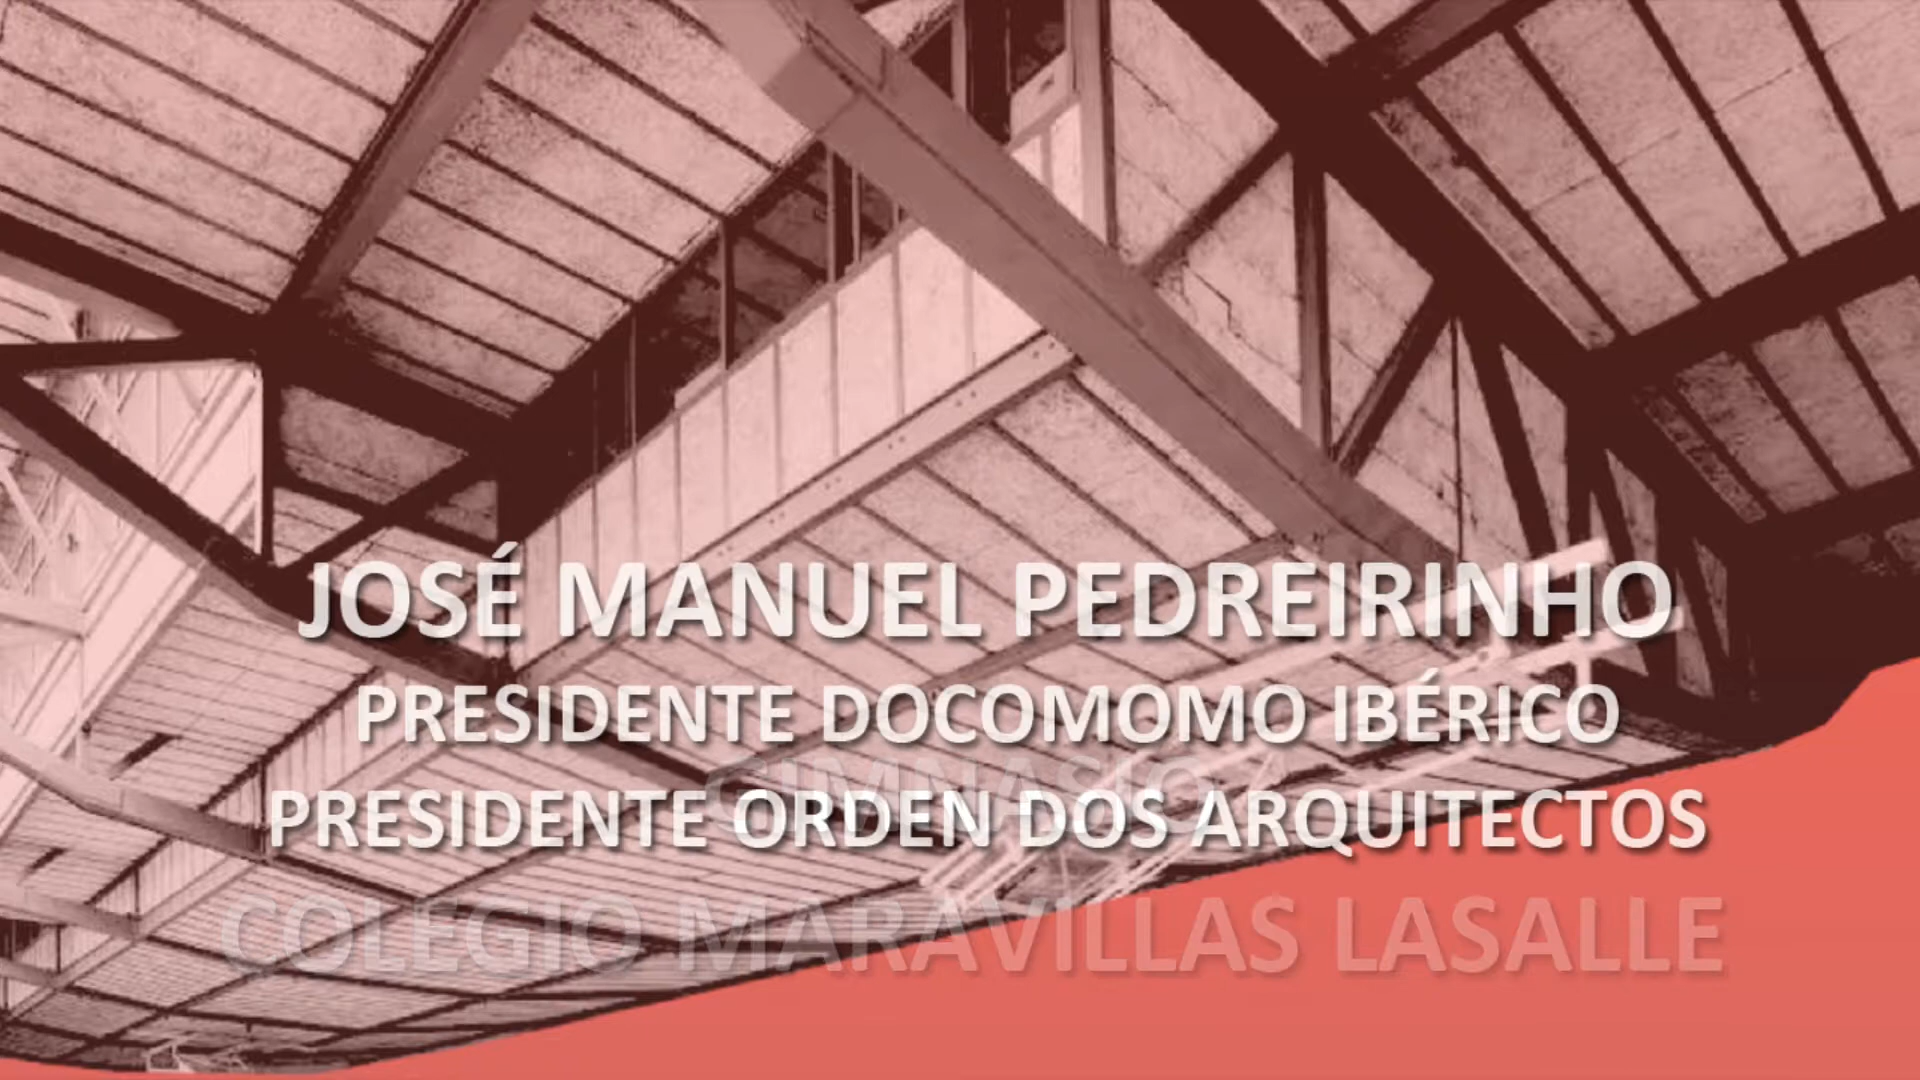 JOSÉ MANUEL PEDREIRINHO
PRESIDENTE DOCOMOMO IBÉRICO
GIMNASIO
PRESIDENTE ORDEN DOS ARQUITECTOS
COLEGIO MARAVILLAS LASALLE